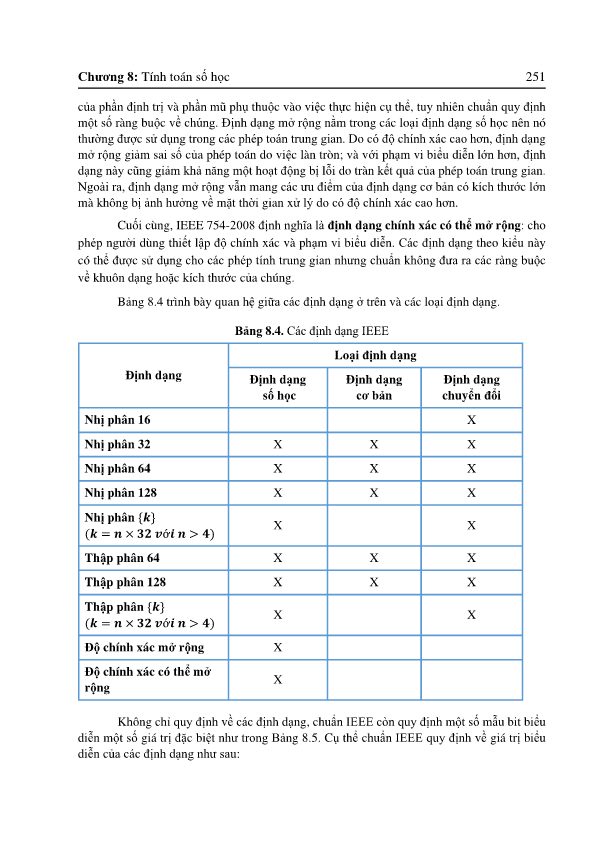 Chương 8: Tính toán số học 251
của phần định trị và phần mũ phụ thuộc vào việc thực hiện cụ thể, tuy nhiên chuẩn quy định
một số ràng buộc về chúng. Định dạng mở rộng nằm trong các loại định dạng số học nên nó
thường được sử dụng trong các phép toán trung gian. Do có độ chính xác cao hơn, định dạng
mở rộng giảm sai số của phép toán do việc làn tròn; và với phạm vi biểu diễn lớn hơn, định
dạng này cũng giảm khả năng một hoạt động bị lỗi do tràn kết quả của phép toán trung gian.
Ngoài ra, định dạng mở rộng vẫn mang các ưu điểm của định dạng cơ bản có kích thước lớn
mà không bị ảnh hưởng về mặt thời gian xử lý do có độ chính xác cao hơn.
Cuối cùng, IEEE 754-2008 định nghĩa là định dạng chính xác có thể mở rộng: cho
phép người dùng thiết lập độ chính xác và phạm vi biểu diễn. Các định dạng theo kiểu này
có thể được sử dụng cho các phép tính trung gian nhưng chuẩn không đưa ra các ràng buộc
về khuôn dạng hoặc kích thước của chúng.
Bảng 8.4 trình bày quan hệ giữa các định dạng ở trên và các loại định dạng.
Bảng 8.4. Các định dạng IEEE
Định dạng Loại định dạng
Định dạng số học Định dạng cơ bản Định dạng chuyển đổi
Nhị phân 16 X
Nhị phân 32 X X X
Nhị phân 64 X X X
Nhị phân 128 X X X
Nhị phân {k}
(k = n × 32 với n > 4) X X
Thập phân 64 X X X
Thập phân 128 X X X
Thập phân {k}
(k = n × 32 với n > 4) X X
Độ chính xác mở rộng X
Độ chính xác có thể mở
rộng X
Không chỉ quy định về các định dạng, chuẩn IEEE còn quy định một số mẫu bit biểu
diễn một số giá trị đặc biệt như trong Bảng 8.5. Cụ thể chuẩn IEEE quy định về giá trị biểu
diễn của các định dạng như sau: